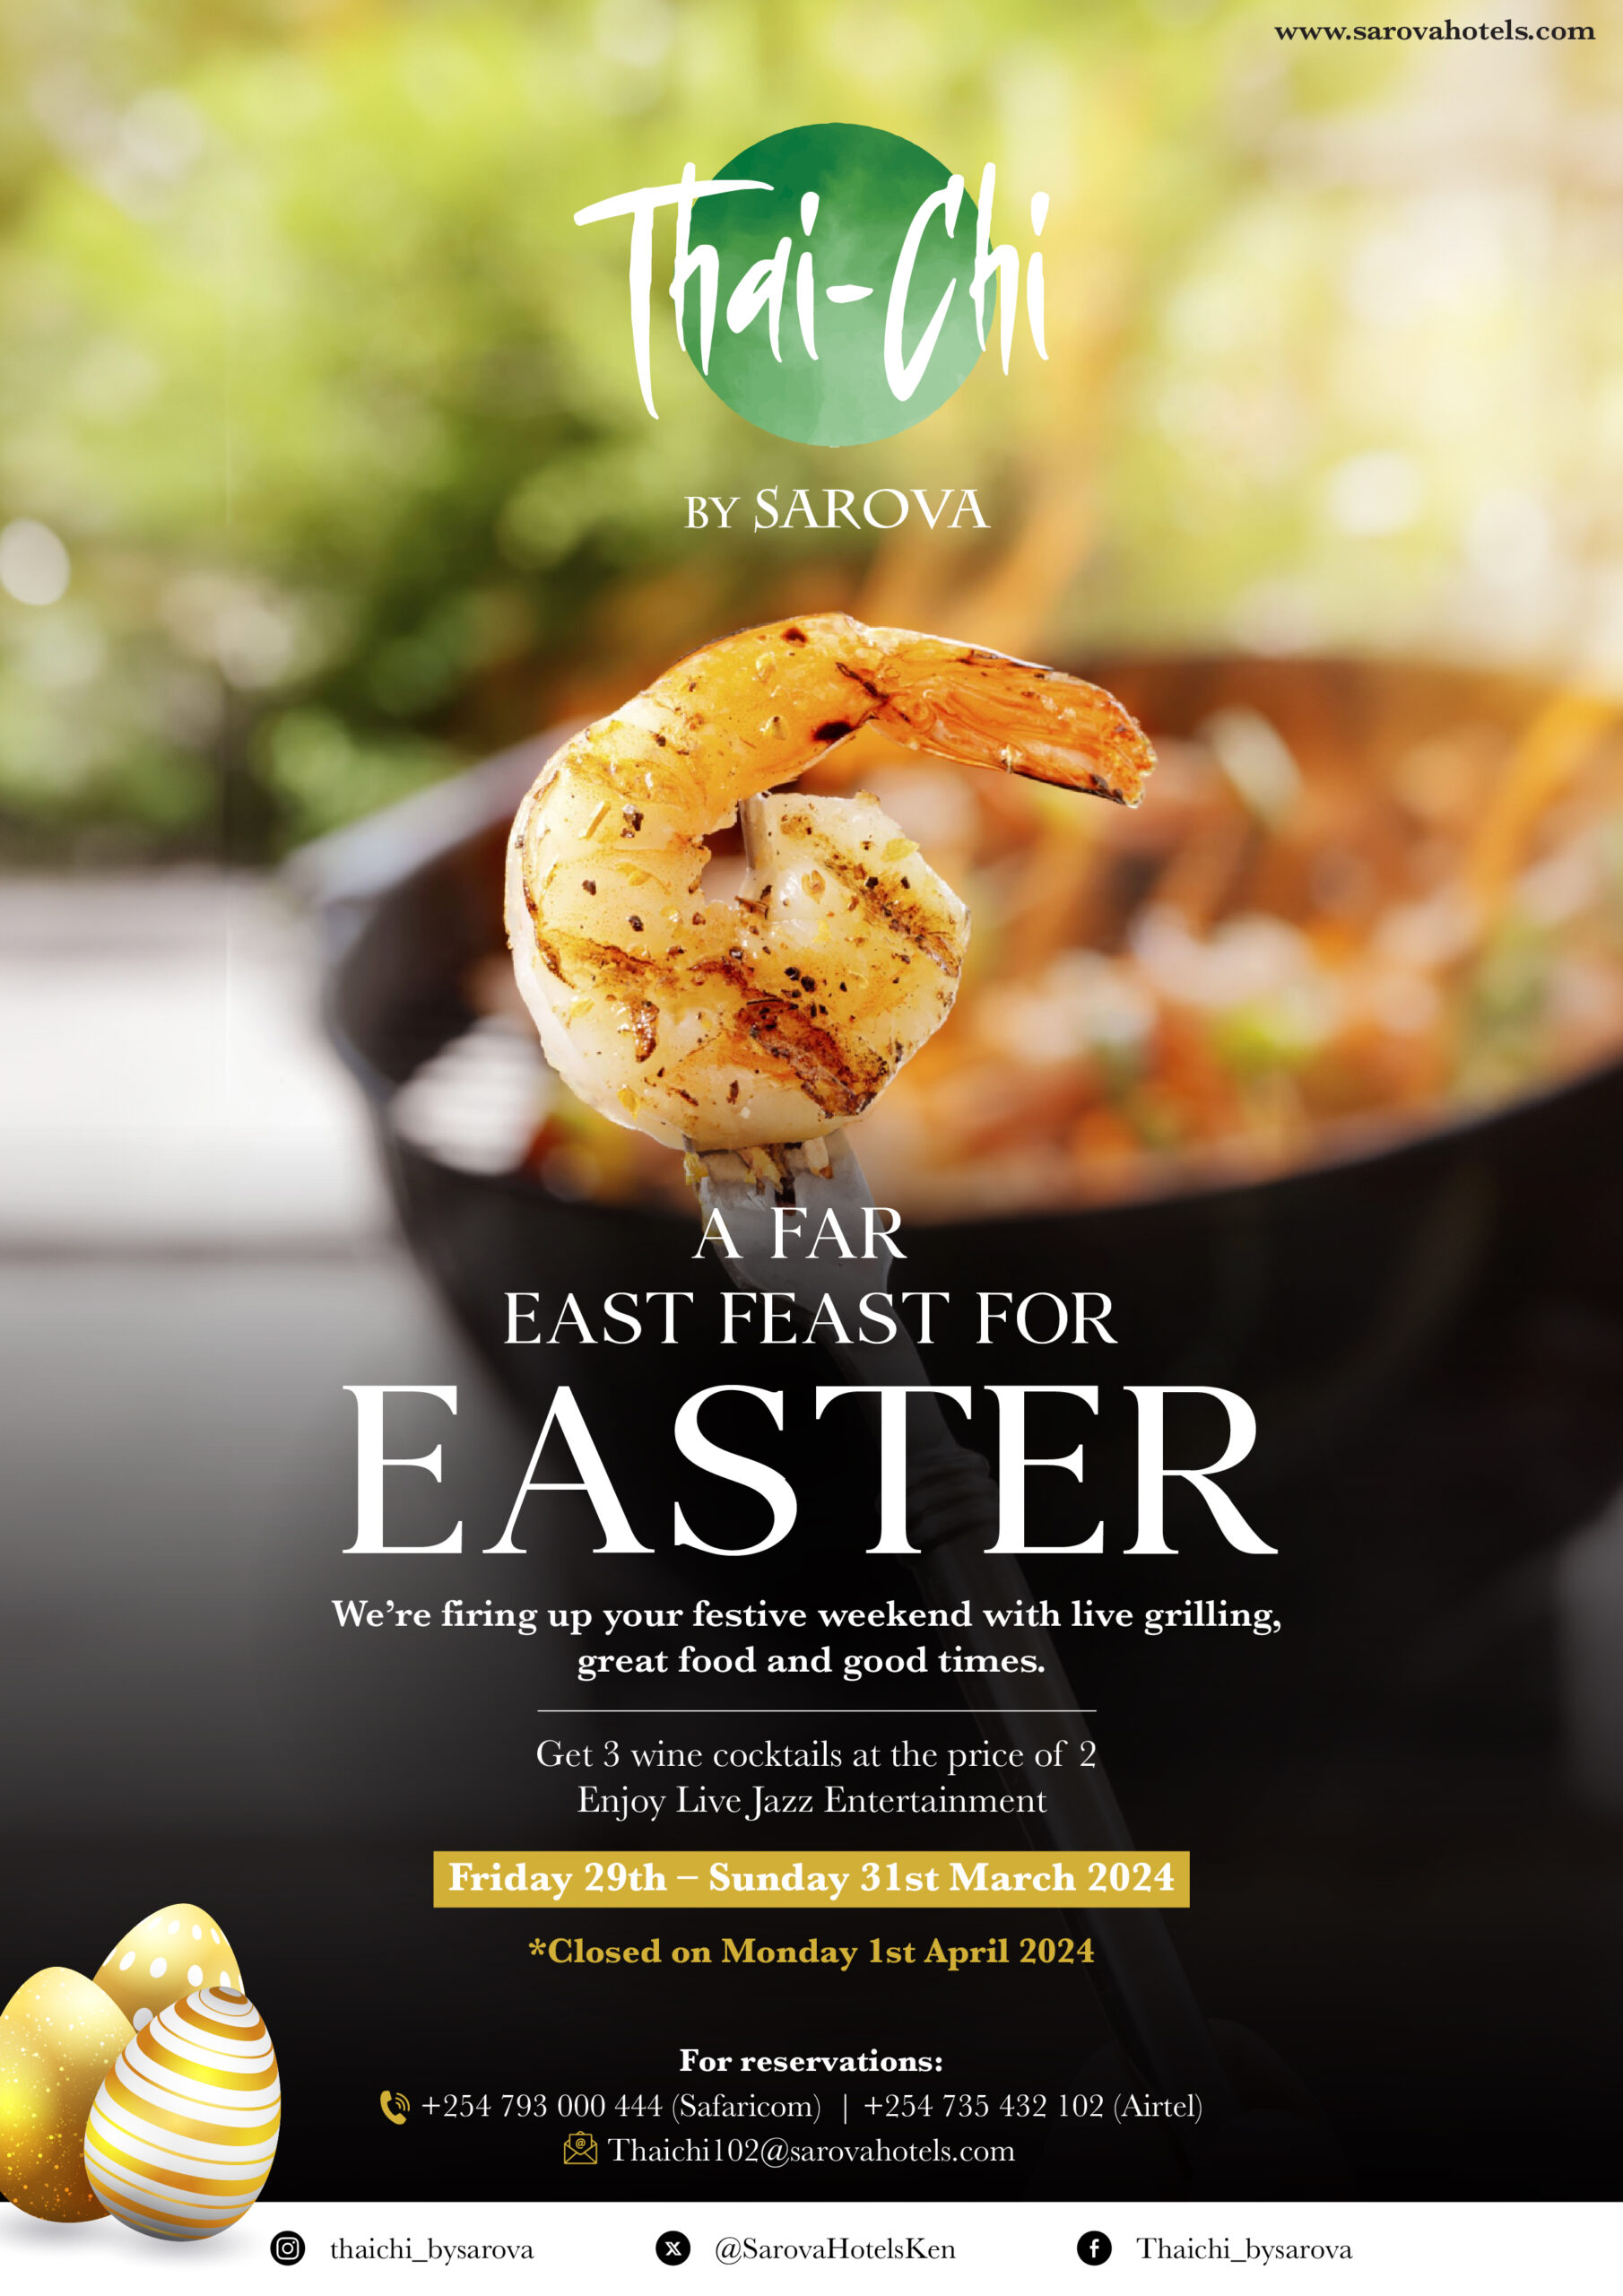 www.sarovahotels.com
Thai-Chi
BY SAROVA
A FAR
EAST FEAST FOR
EASTER
We’re firing up your festive weekend with live grilling,
great food and good times.
Get 3 wine cocktails at the price of 2
Enjoy Live Jazz Entertainment
Friday 29th – Sunday 31st March 2024
*Closed on Monday 1st April 2024
For reservations:
+254 793 000 444 (Safaricom) | +254 735 432 102 (Airtel)
Thaichi102@sarovahotels.com
thaichi_bysarova @SarovaHotelsKen Thaichi_bysarova